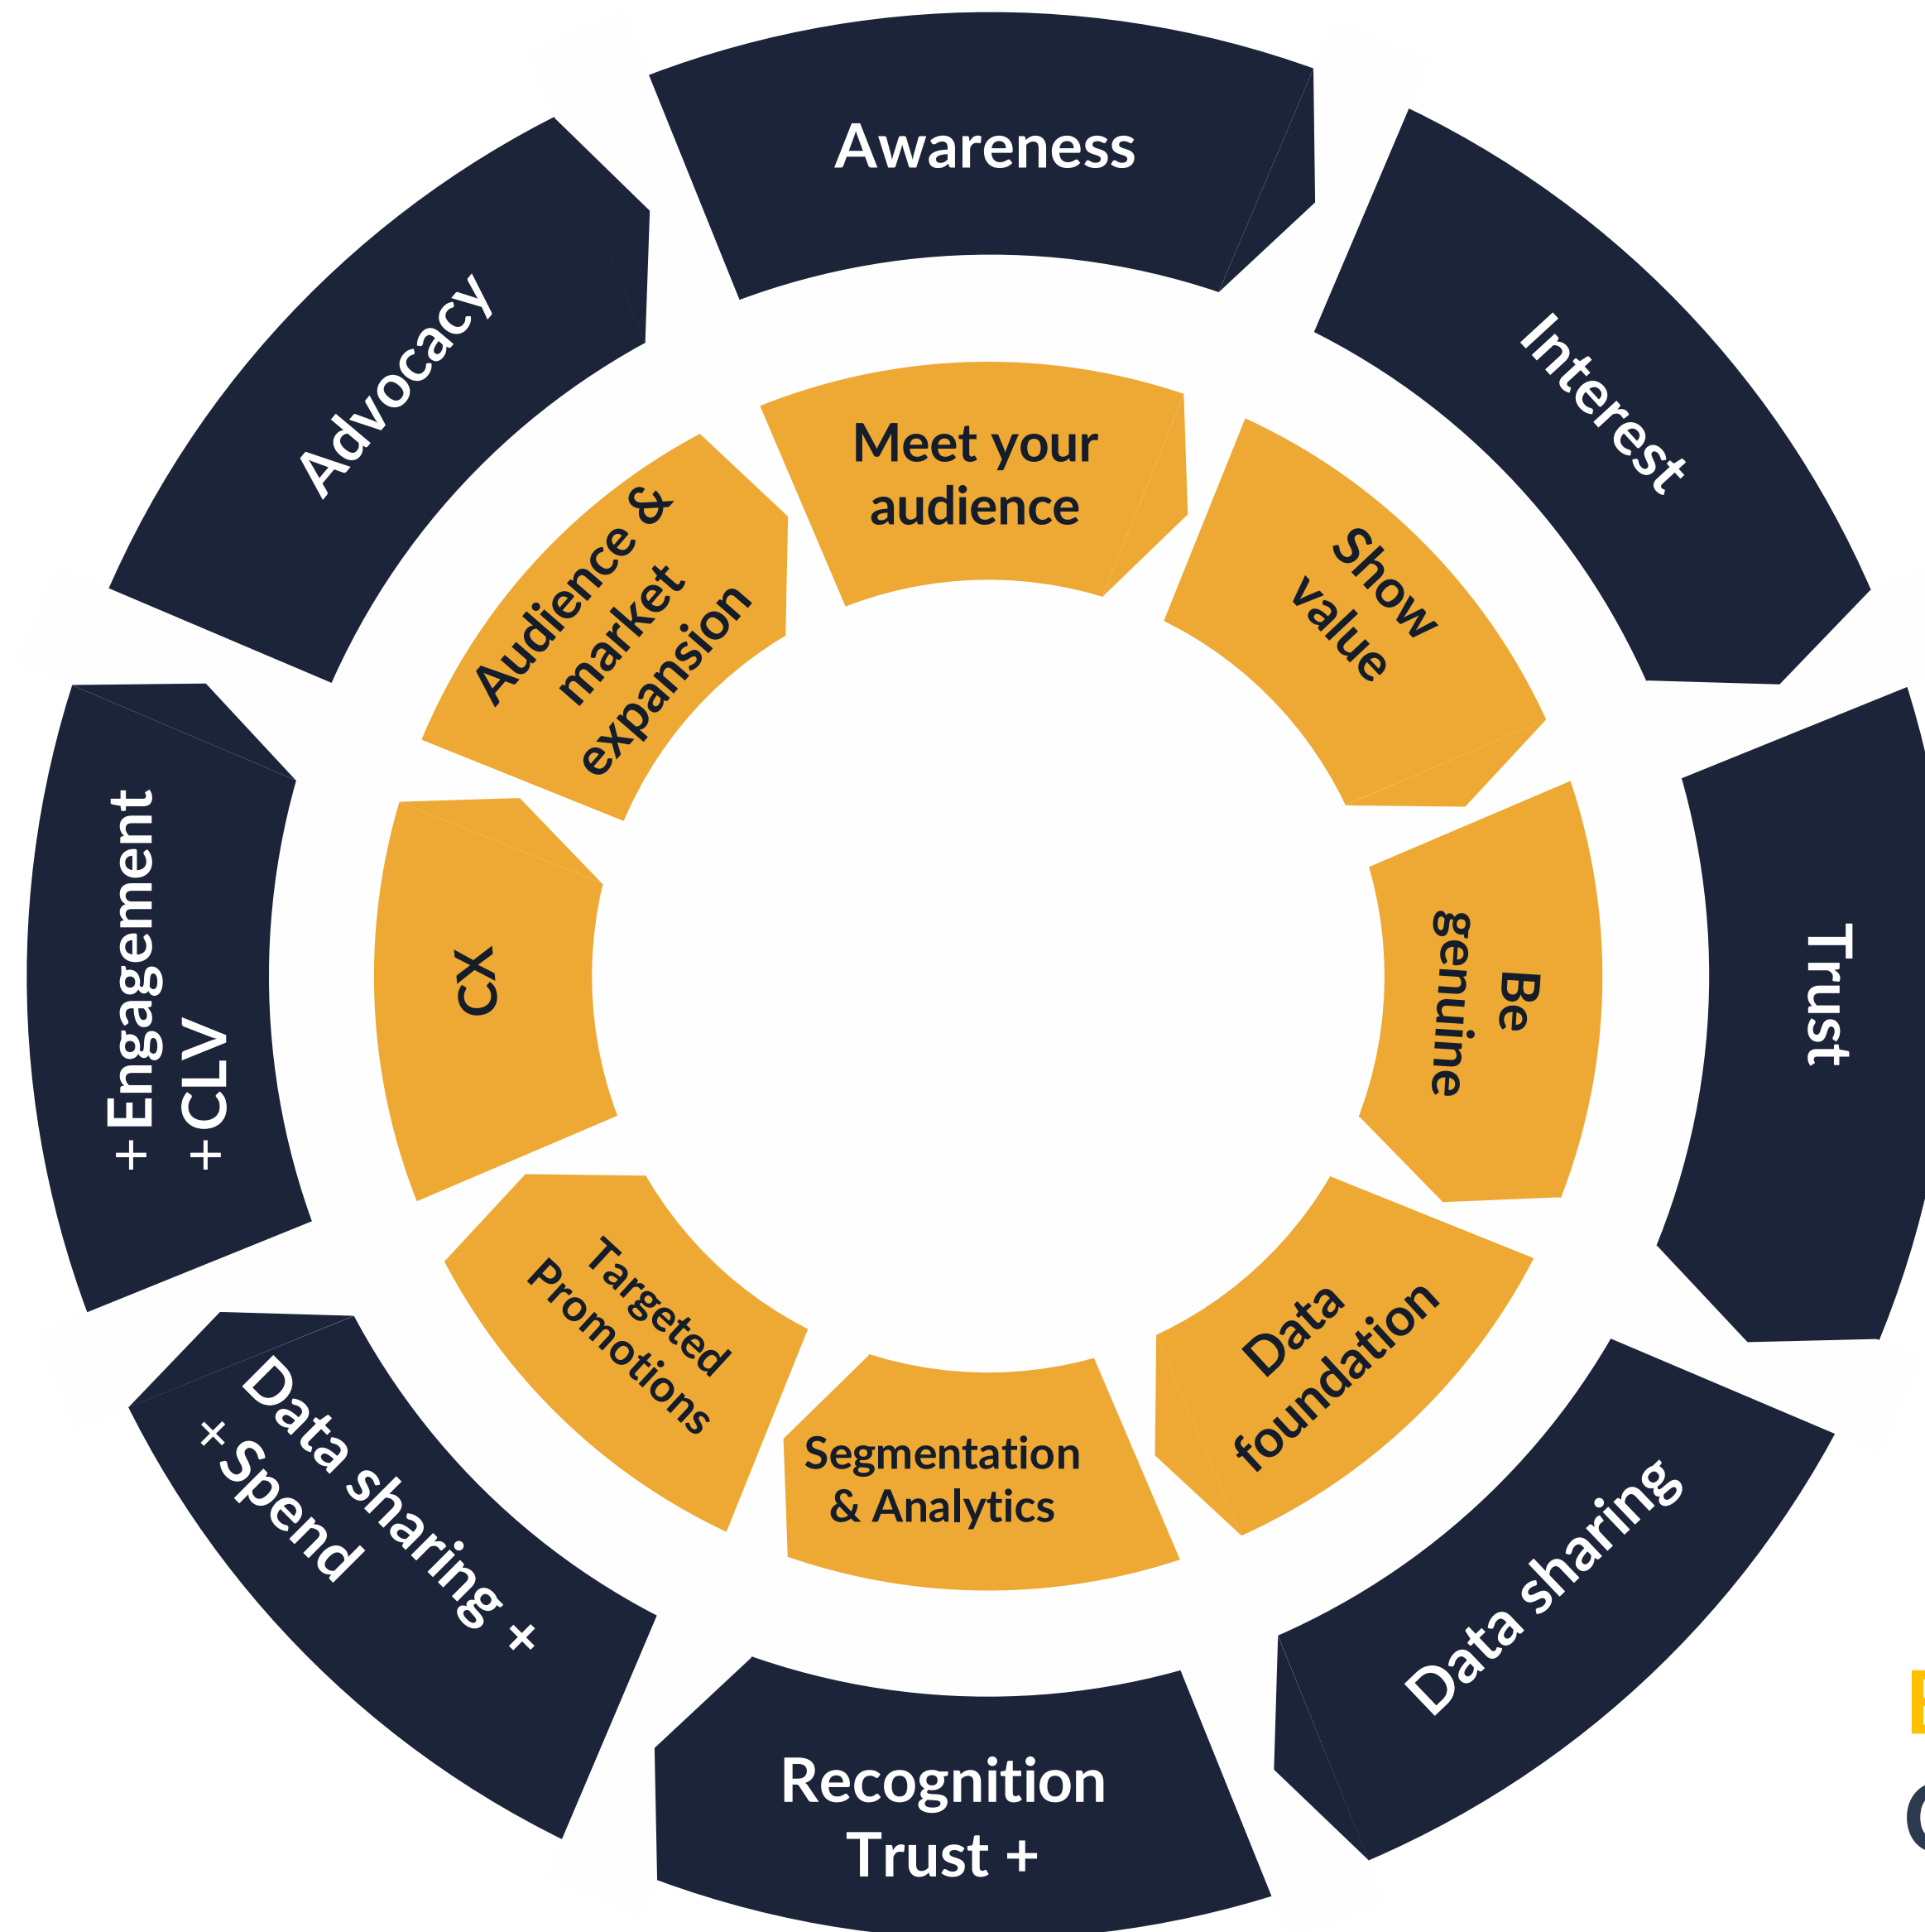 Awareness
Interest
Trust
Data sharing
Recognition
Trust +
Data sharing +
+ Spend
+ Engagement
+ CLV
Advocacy
Meet your
audience
Show
value
Be
genuine
Data
foundation
Segmentation
& Analytics
Targeted
Promotions
CX
Audience &
market
expansion